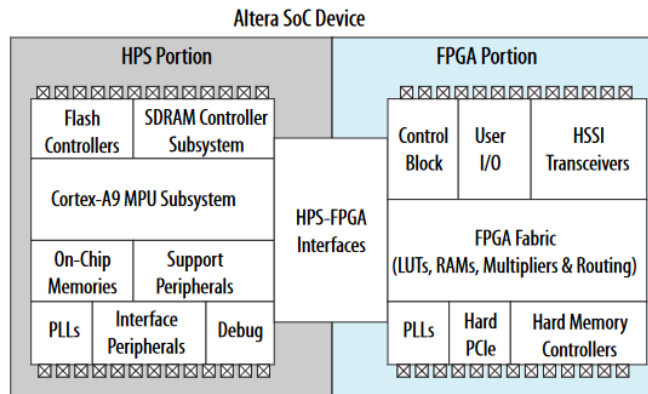 Altera SoC Device
HPS Portion
FPGA Portion
Flash
Controllers
SDRAM Controller
Subsystem
Cortex-A9 MPU Subsystem
On-Chip
Memories
Support
Peripherals
PLLs
Interface
Peripherals
Debug
HPS-FPGA
Interfaces
Control
Block
User
I/O
HSSI
Transceivers
FPGA Fabric
(LUTs, RAMs, Multipliers & Routing)
PLLs
Hard
PCIe
Hard Memory
Controllers